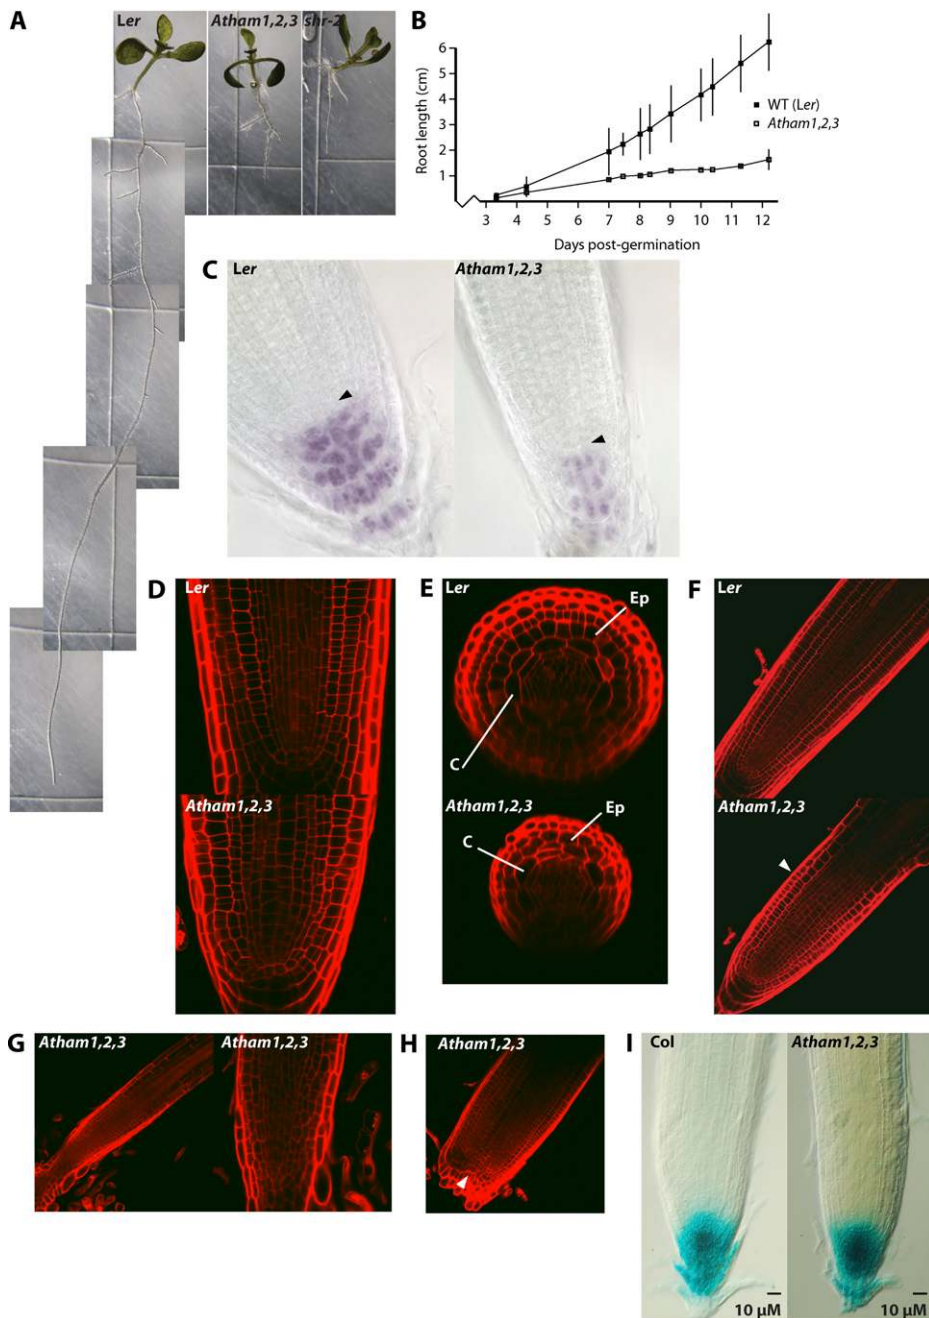 A
Ler
Atham1,2,3
shr-2
B
Root length (cm)
6
5
4
3
2
1
3 4 5 6 7 8 9 10 11 12
Days post-germination
WT (Ler)
Atham1,2,3
C
Ler
Atham1,2,3
D
Ler
Atham1,2,3
E
Ler
Ep
C
Atham1,2,3
Ep
C
F
Ler
Atham1,2,3
G
Atham1,2,3
Atham1,2,3
H
Atham1,2,3
I
Col
Atham1,2,3
10 μM
10 μM